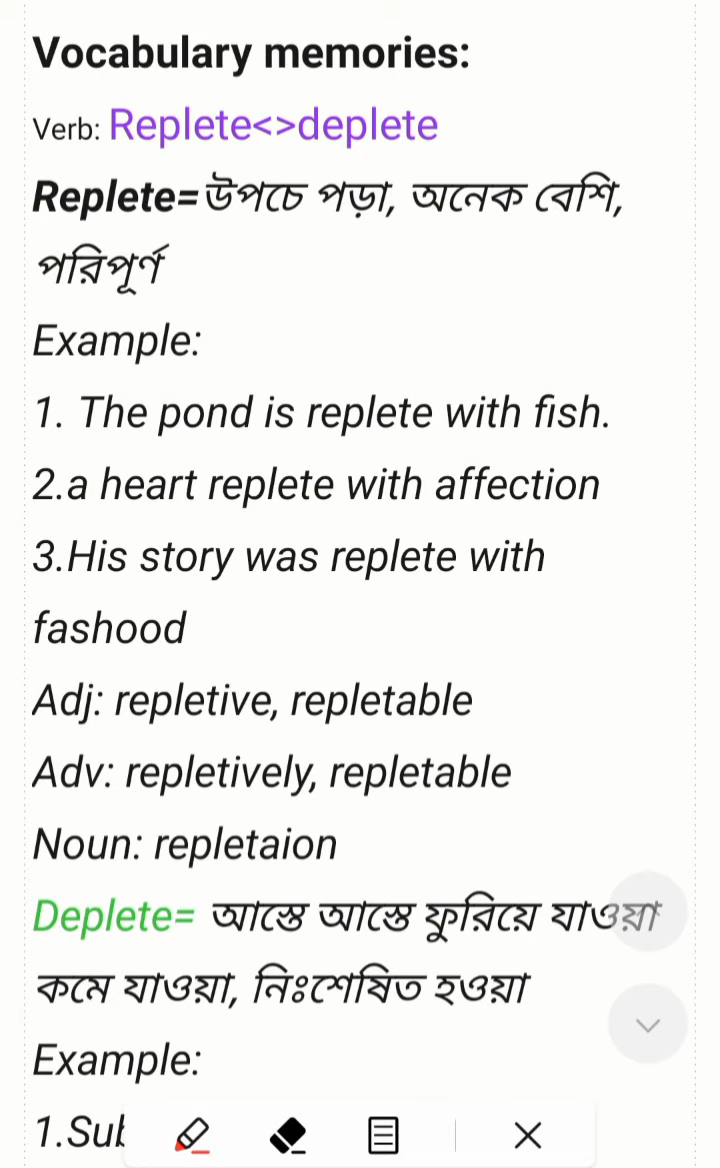 Vocabulary memories:
Verb: Replete<>deplete
Replete=উপচে পড়া, অনেক বেশি,
পরিপূর্ণ
Example:
1. The pond is replete with fish.
2.a heart replete with affection
3.His story was replete with
fashood
Adj: repletive, repletable
Adv: repletively, repletable
Noun: repletaion
Deplete= আস্তে আস্তে ফুরিয়ে যাওয়া
কমে যাওয়া, নিঃশেষিত হওয়া
Example: